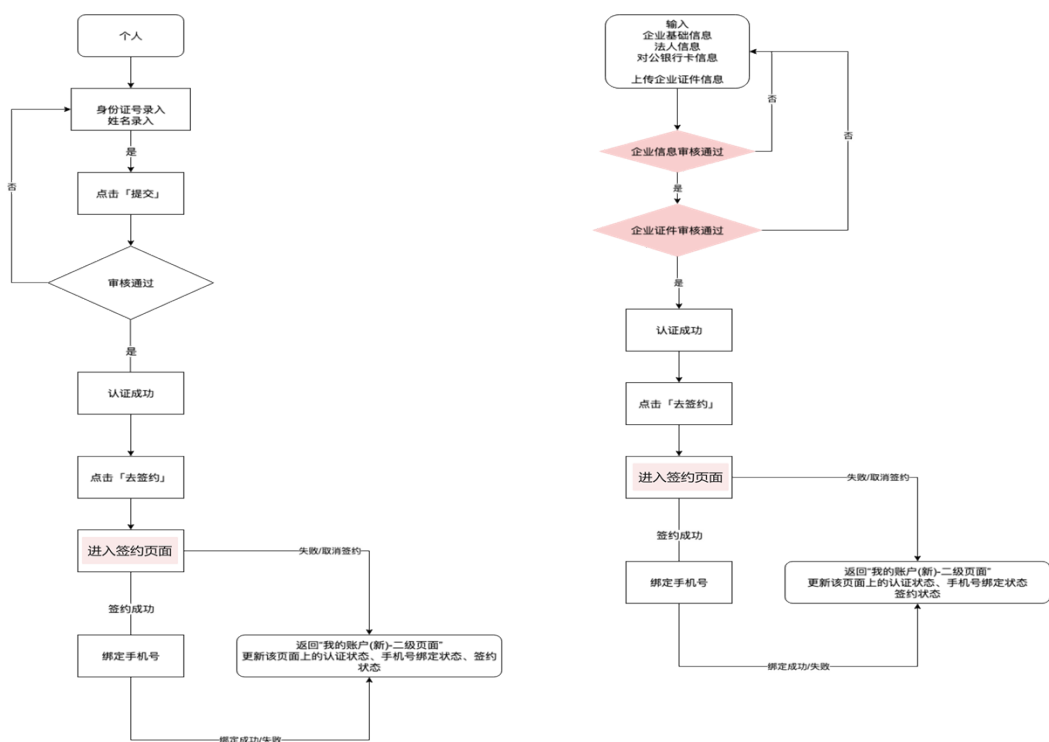 个人
身份证号录入
姓名录入
是
点击「提交」
否
审核通过
是
认证成功
点击「去签约」
进入签约页面
失败/取消签约
签约成功
绑定手机号
返回"我的账户(新)-二级页面"
更新该页面上的认证状态、手机号绑定状态、签约
状态
绑定成功/失败
输入
企业基础信息
法人信息
对公银行卡信息
上传企业证件信息
否
否
企业信息审核通过
是
企业证件审核通过
是
认证成功
点击「去签约」
进入签约页面
失败/取消签约
签约成功
绑定手机号
返回"我的账户(新)-二级页面"
更新该页面上的认证状态、手机号绑定状态
签约状态
绑定成功/失败